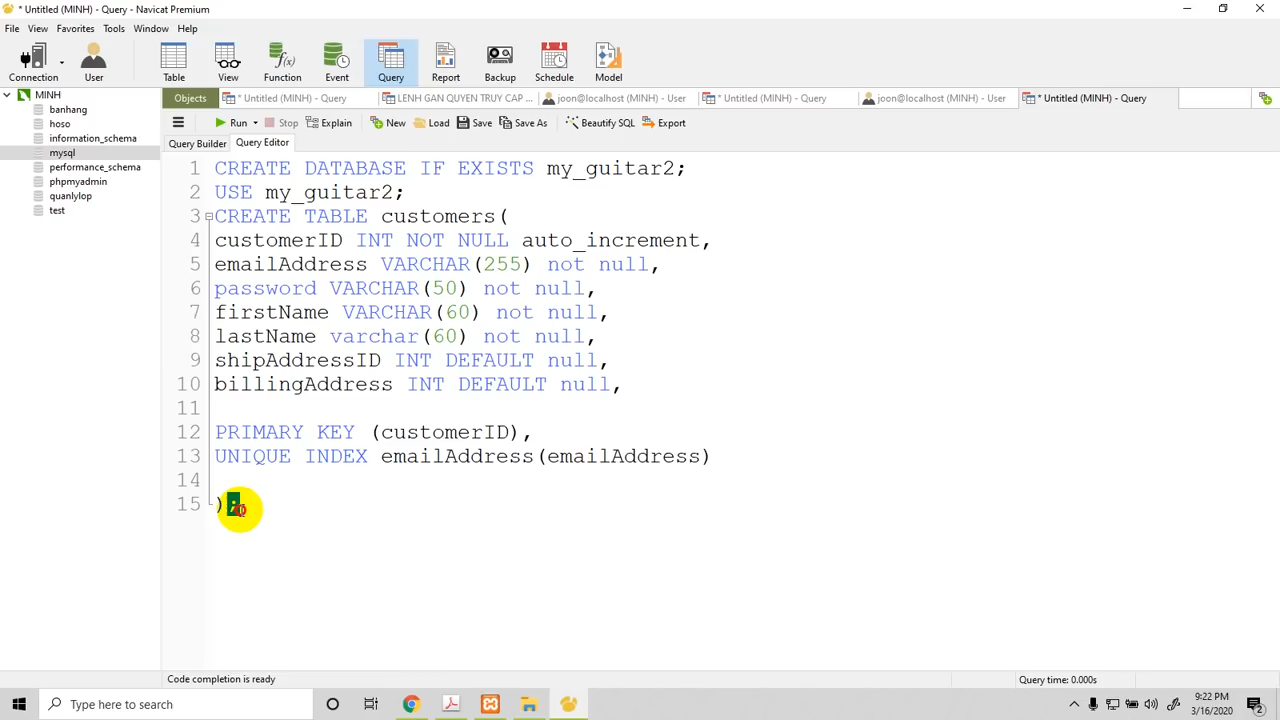 * Untitled (MINH) - Query - Navicat Premium
File View Favorites Tools Window Help
Connection User Table View Function Event Query Report Backup Schedule Model
MINH
banhang
hoso
information_schema
mysql
performance_schema
phpmyadmin
quanlylop
test
Objects * Untitled (MINH) - Query LENH GAN QUYEN TRUY CAP ... joon@localhost (MINH) - User * Untitled (MINH) - Query joon@localhost (MINH) - User * Untitled (MINH) - Query
Run Stop Explain New Load Save Save As Beautify SQL Export
Query Builder Query Editor
1 CREATE DATABASE IF EXISTS my_guitar2;
2 USE my_guitar2;
3 CREATE TABLE customers(
4 customerID INT NOT NULL auto_increment,
5 emailAddress VARCHAR(255) not null,
6 password VARCHAR(50) not null,
7 firstName VARCHAR(60) not null,
8 lastName varchar(60) not null,
9 shipAddressID INT DEFAULT null,
10 billingAddress INT DEFAULT null,
11
12 PRIMARY KEY (customerID),
13 UNIQUE INDEX emailAddress(emailAddress)
14
15 );
Code completion is ready Query time: 0.000s
Type here to search
9:22 PM
3/16/2020
2